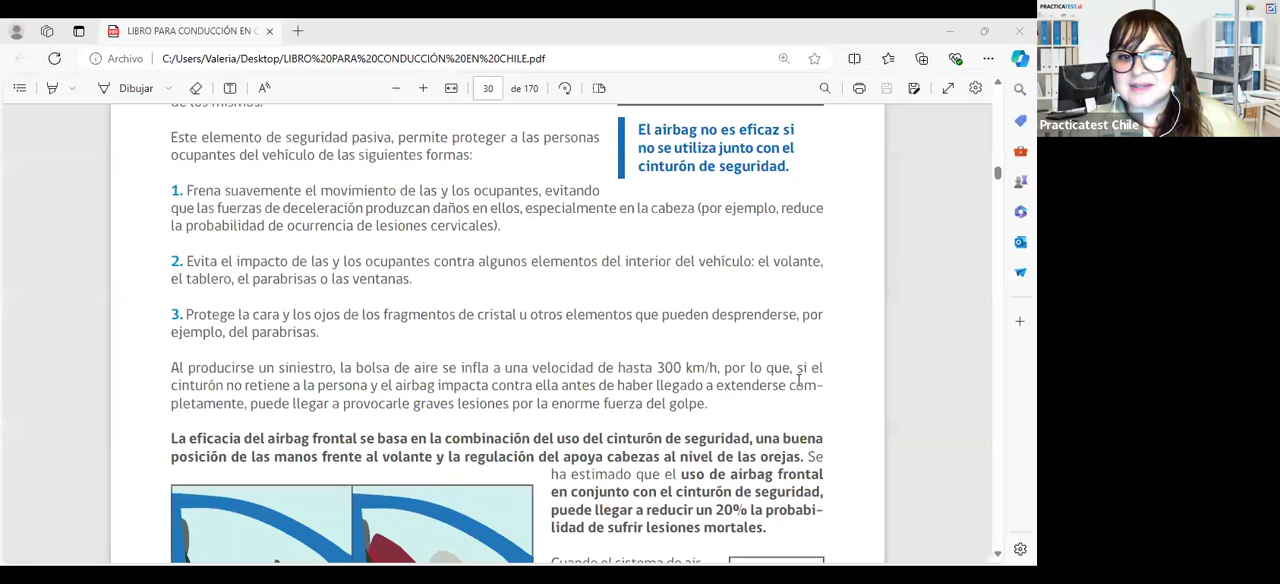 LIBRO PARA CONDUCCIÓN EN C
Archivo
C:/Users/Valeria/Desktop/LIBRO%20PARA%20CONDUCCIÓN%20EN%20CHILE.pdf
Dibujar
30
de 170
PRACTICATEST.cl
Practicatest Chile
de los mismos.
Este elemento de seguridad pasiva, permite proteger a las personas
ocupantes del vehículo de las siguientes formas:
El airbag no es eficaz si
no se utiliza junto con el
cinturón de seguridad.
1. Frena suavemente el movimiento de las y los ocupantes, evitando
que las fuerzas de deceleración produzcan daños en ellos, especialmente en la cabeza (por ejemplo, reduce
la probabilidad de ocurrencia de lesiones cervicales).
2. Evita el impacto de las y los ocupantes contra algunos elementos del interior del vehículo: el volante,
el tablero, el parabrisas o las ventanas.
3. Protege la cara y los ojos de los fragmentos de cristal u otros elementos que pueden desprenderse, por
ejemplo, del parabrisas.
Al producirse un siniestro, la bolsa de aire se infla a una velocidad de hasta 300 km/h, por lo que, si el
cinturón no retiene a la persona y el airbag impacta contra ella antes de haber llegado a extenderse com-
pletamente, puede llegar a provocarle graves lesiones por la enorme fuerza del golpe.
La eficacia del airbag frontal se basa en la combinación del uso del cinturón de seguridad, una buena
posición de las manos frente al volante y la regulación del apoya cabezas al nivel de las orejas. Se
ha estimado que el uso de airbag frontal
en conjunto con el cinturón de seguridad,
puede llegar a reducir un 20% la probabi-
lidad de sufrir lesiones mortales.
Cuando el sistema de air